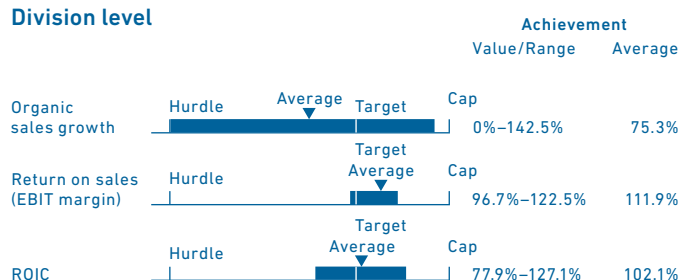 Division level
Achievement
Value/Range Average
Organic
sales growth
Hurdle Average Target Cap
0%–142.5% 75.3%
Return on sales
(EBIT margin)
Target
Hurdle Average Cap
96.7%–122.5% 111.9%
ROIC
Target
Hurdle Average Cap
77.9%–127.1% 102.1%